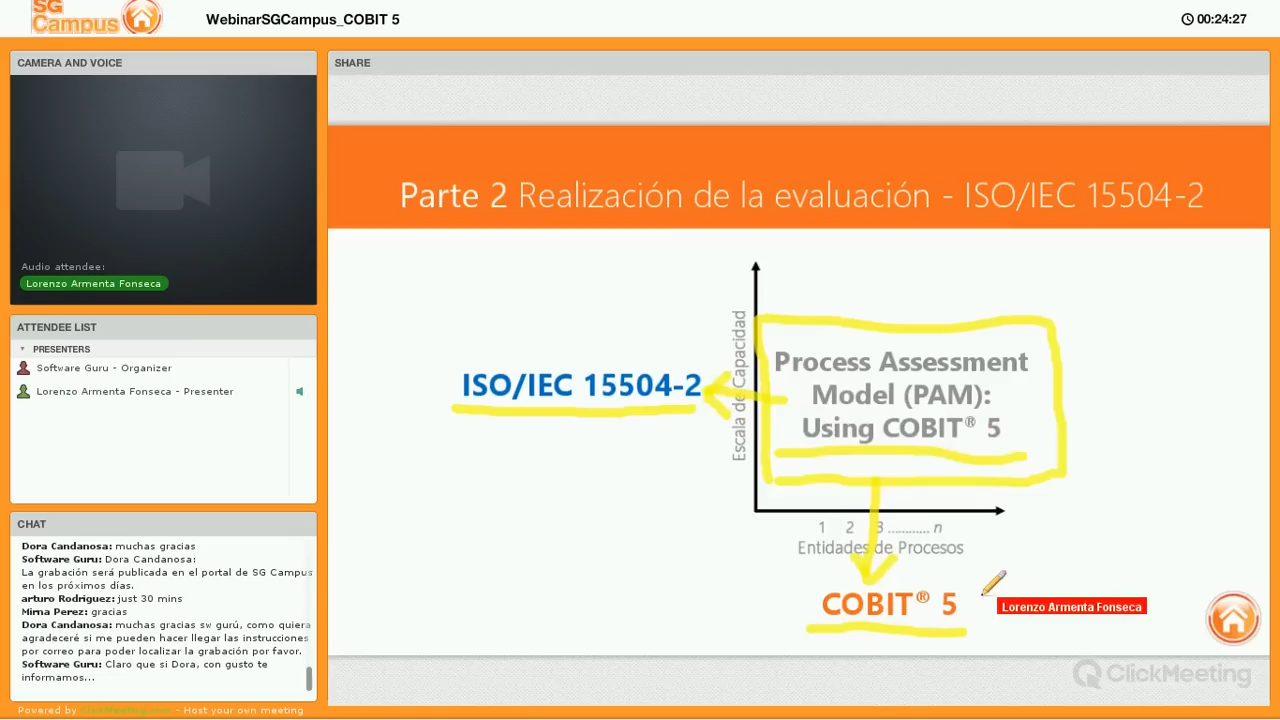 SG
Campus
WebinarSGCampus_COBIT 5
00:24:27
CAMERA AND VOICE
Audio attendee:
Lorenzo Armenta Fonseca
ATTENDEE LIST
PRESENTERS
Software Guru - Organizer
Lorenzo Armenta Fonseca - Presenter
CHAT
Dora Candanosa: muchas gracias
Software Guru: Dora Candanosa:
La grabación será publicada en el portal de SG Campus
en los próximos días.
arturo Rodriguez: just 30 mins
Mirna Perez: gracias
Dora Candanosa: muchas gracias sw gurú, como quiera
agradeceré si me pueden hacer llegar las instrucciones
por correo para poder localizar la grabación por favor.
Software Guru: Claro que si Dora, con gusto te
informamos...
Powered by ClickMeeting.com - Host your own meeting
SHARE
Parte 2 Realización de la evaluación - ISO/IEC 15504-2
ISO/IEC 15504-2
Escala de Capacidad
Process Assessment
Model (PAM):
Using COBIT® 5
1 2 3 ............ n
Entidades de Procesos
COBIT® 5
Lorenzo Armenta Fonseca
ClickMeeting